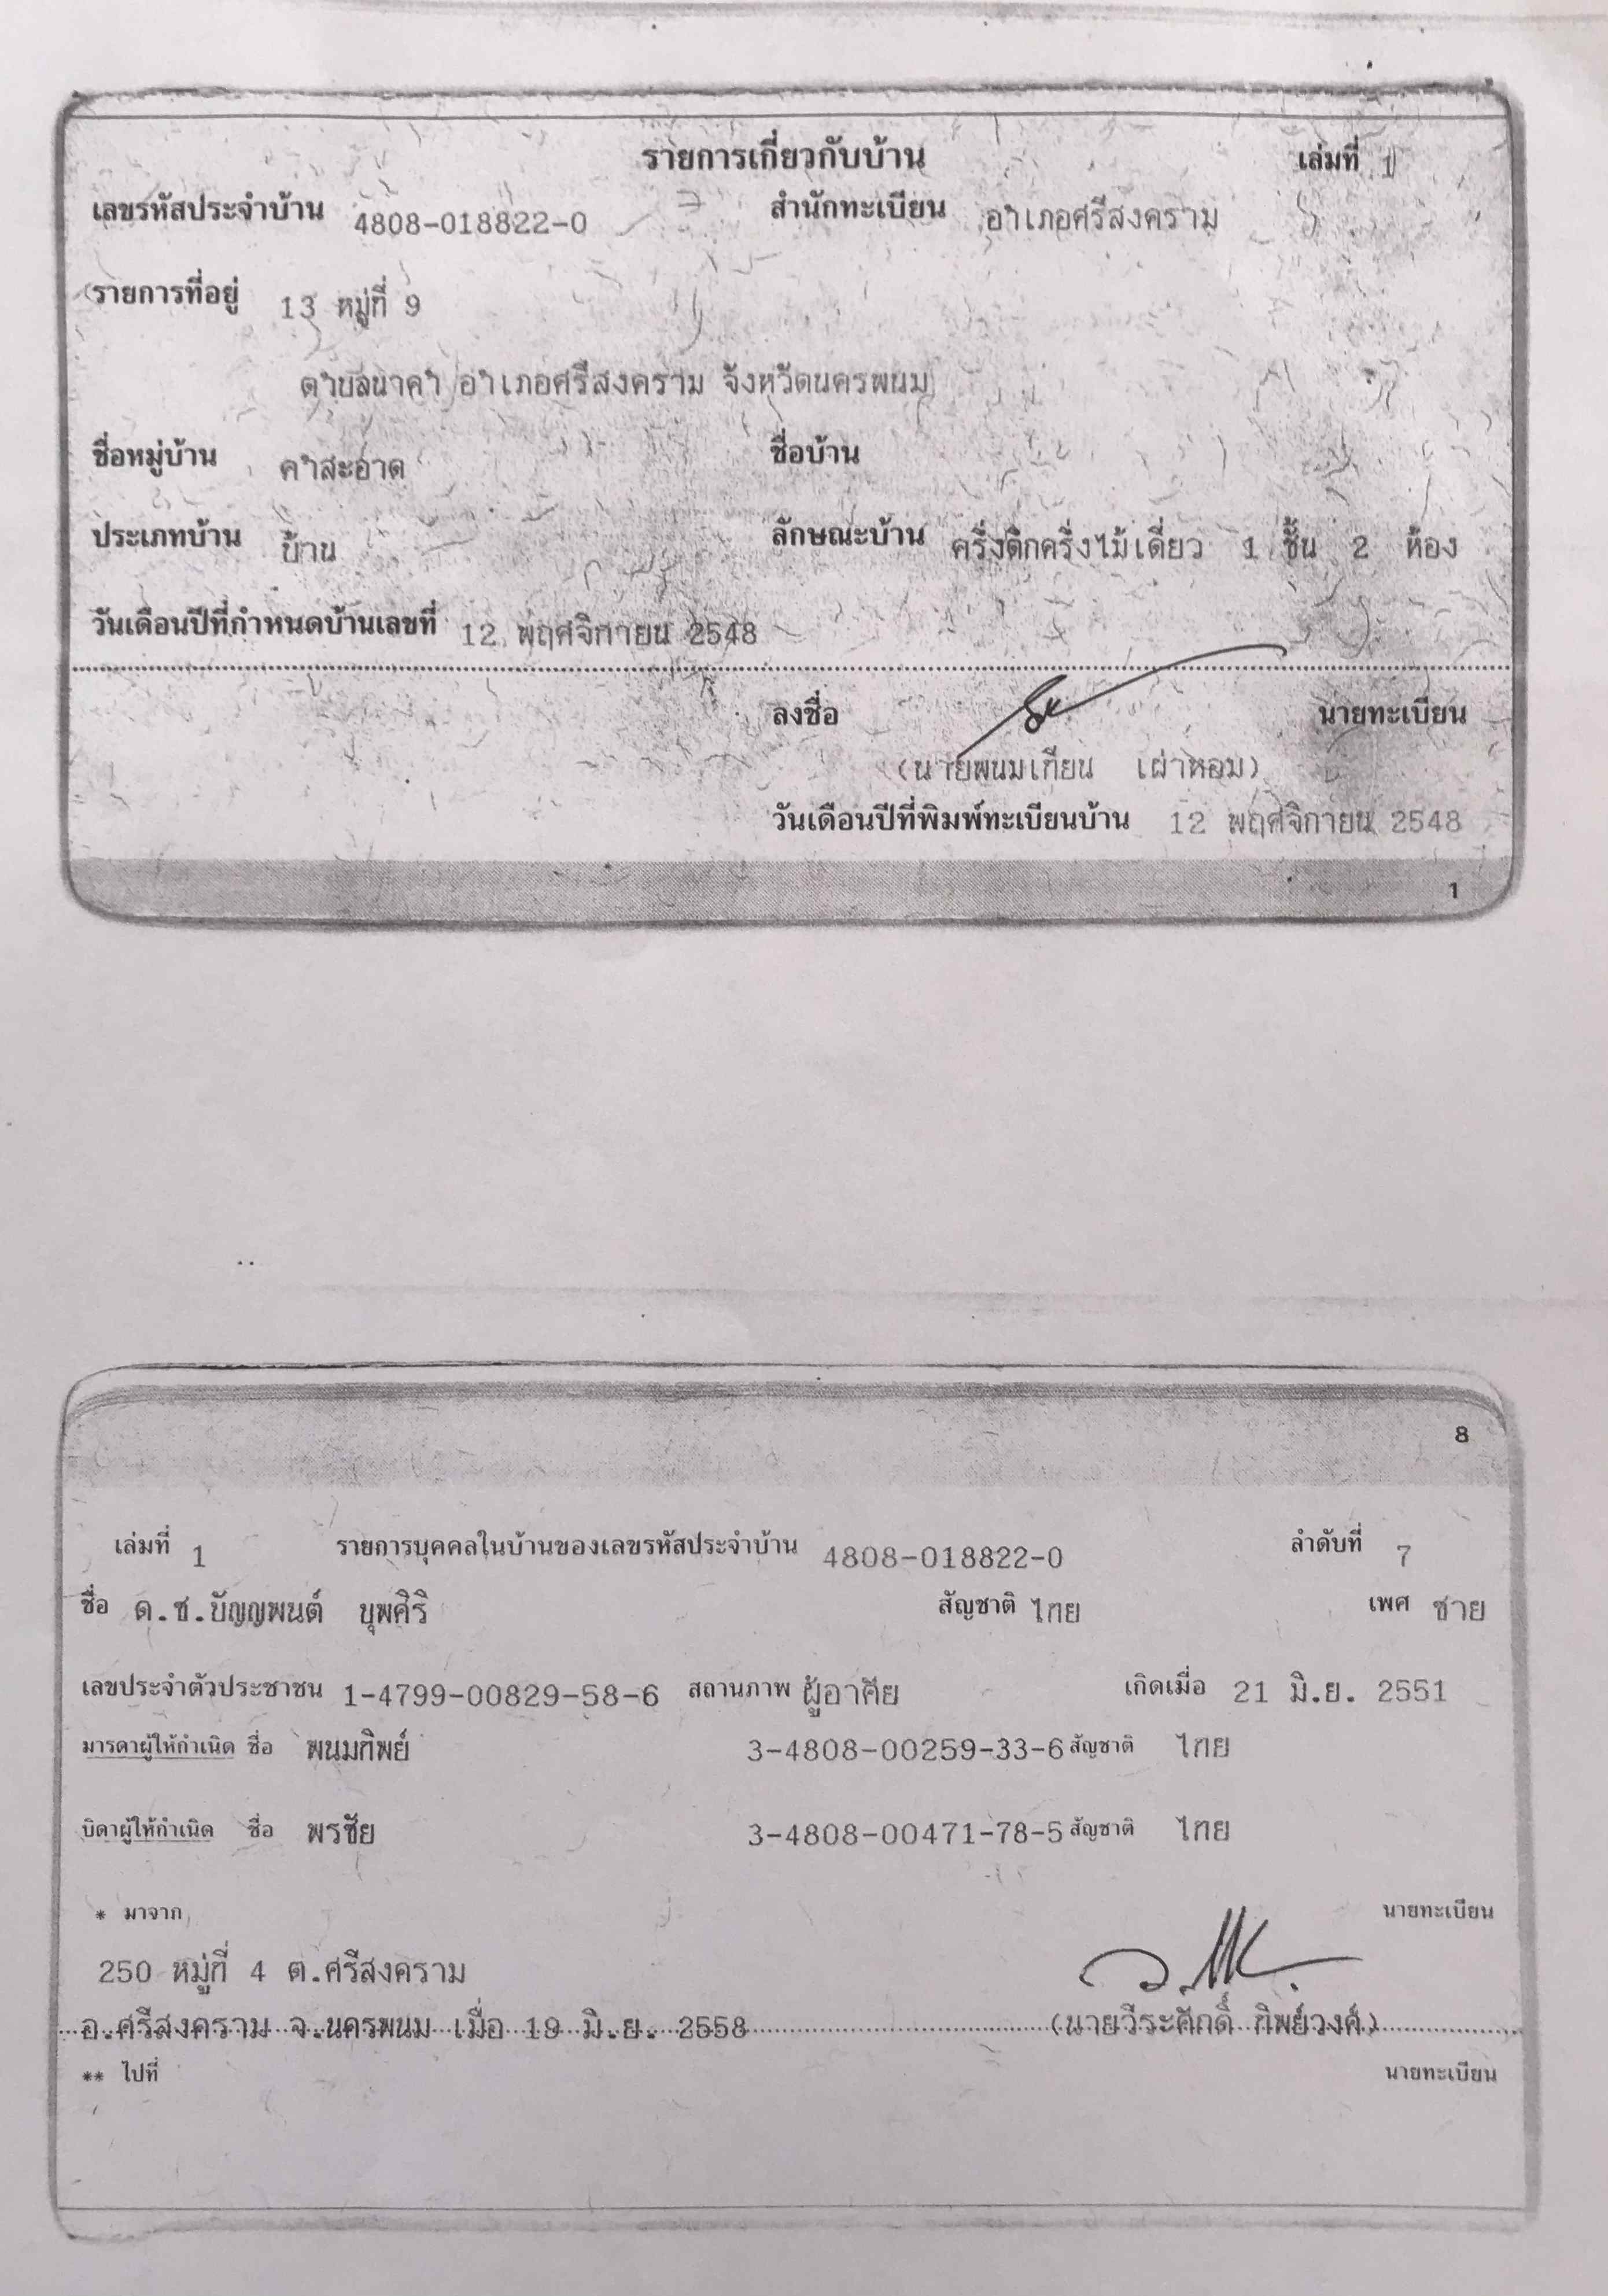 รายการเกี่ยวกับบ้าน เล่มที่ 1
เลขรหัสประจำบ้าน 4808-018822-0 สำนักทะเบียน อำเภอศรีสงคราม
รายการที่อยู่ 13 หมู่ที่ 9
ตำบลนาคำ อำเภอศรีสงคราม จังหวัดนครพนม
ชื่อหมู่บ้าน คำสะอาด ชื่อบ้าน
ประเภทบ้าน บ้าน ลักษณะบ้าน ครึ่งตึกครึ่งไม้เดี่ยว 1 ชั้น 2 ห้อง
วันเดือนปีที่กำหนดบ้านเลขที่ 12 พฤศจิกายน 2548
ลงชื่อ นายทะเบียน
(นายพนมเทียน เผ่าหอม)
วันเดือนปีที่พิมพ์ทะเบียนบ้าน 12 พฤศจิกายน 2548
1
8
เล่มที่ 1 รายการบุคคลในบ้านของเลขรหัสประจำบ้าน 4808-018822-0 ลำดับที่ 7
ชื่อ ด.ช.บัญญพนต์ บุพศิริ สัญชาติ ไทย เพศ ชาย
เลขประจำตัวประชาชน 1-4799-00829-58-6 สถานภาพ ผู้อาศัย เกิดเมื่อ 21 มิ.ย. 2551
มารดาผู้ให้กำเนิด ชื่อ พนมทิพย์ 3-4808-00259-33-6 สัญชาติ ไทย
บิดาผู้ให้กำเนิด ชื่อ พรชัย 3-4808-00471-78-5 สัญชาติ ไทย
* มาจาก นายทะเบียน
250 หมู่ที่ 4 ต.ศรีสงคราม
อ.ศรีสงคราม จ.นครพนม เมื่อ 19 มิ.ย. 2558 (นายวีระศักดิ์ ทิพย์วงศ์)
** ไปที่ นายทะเบียน